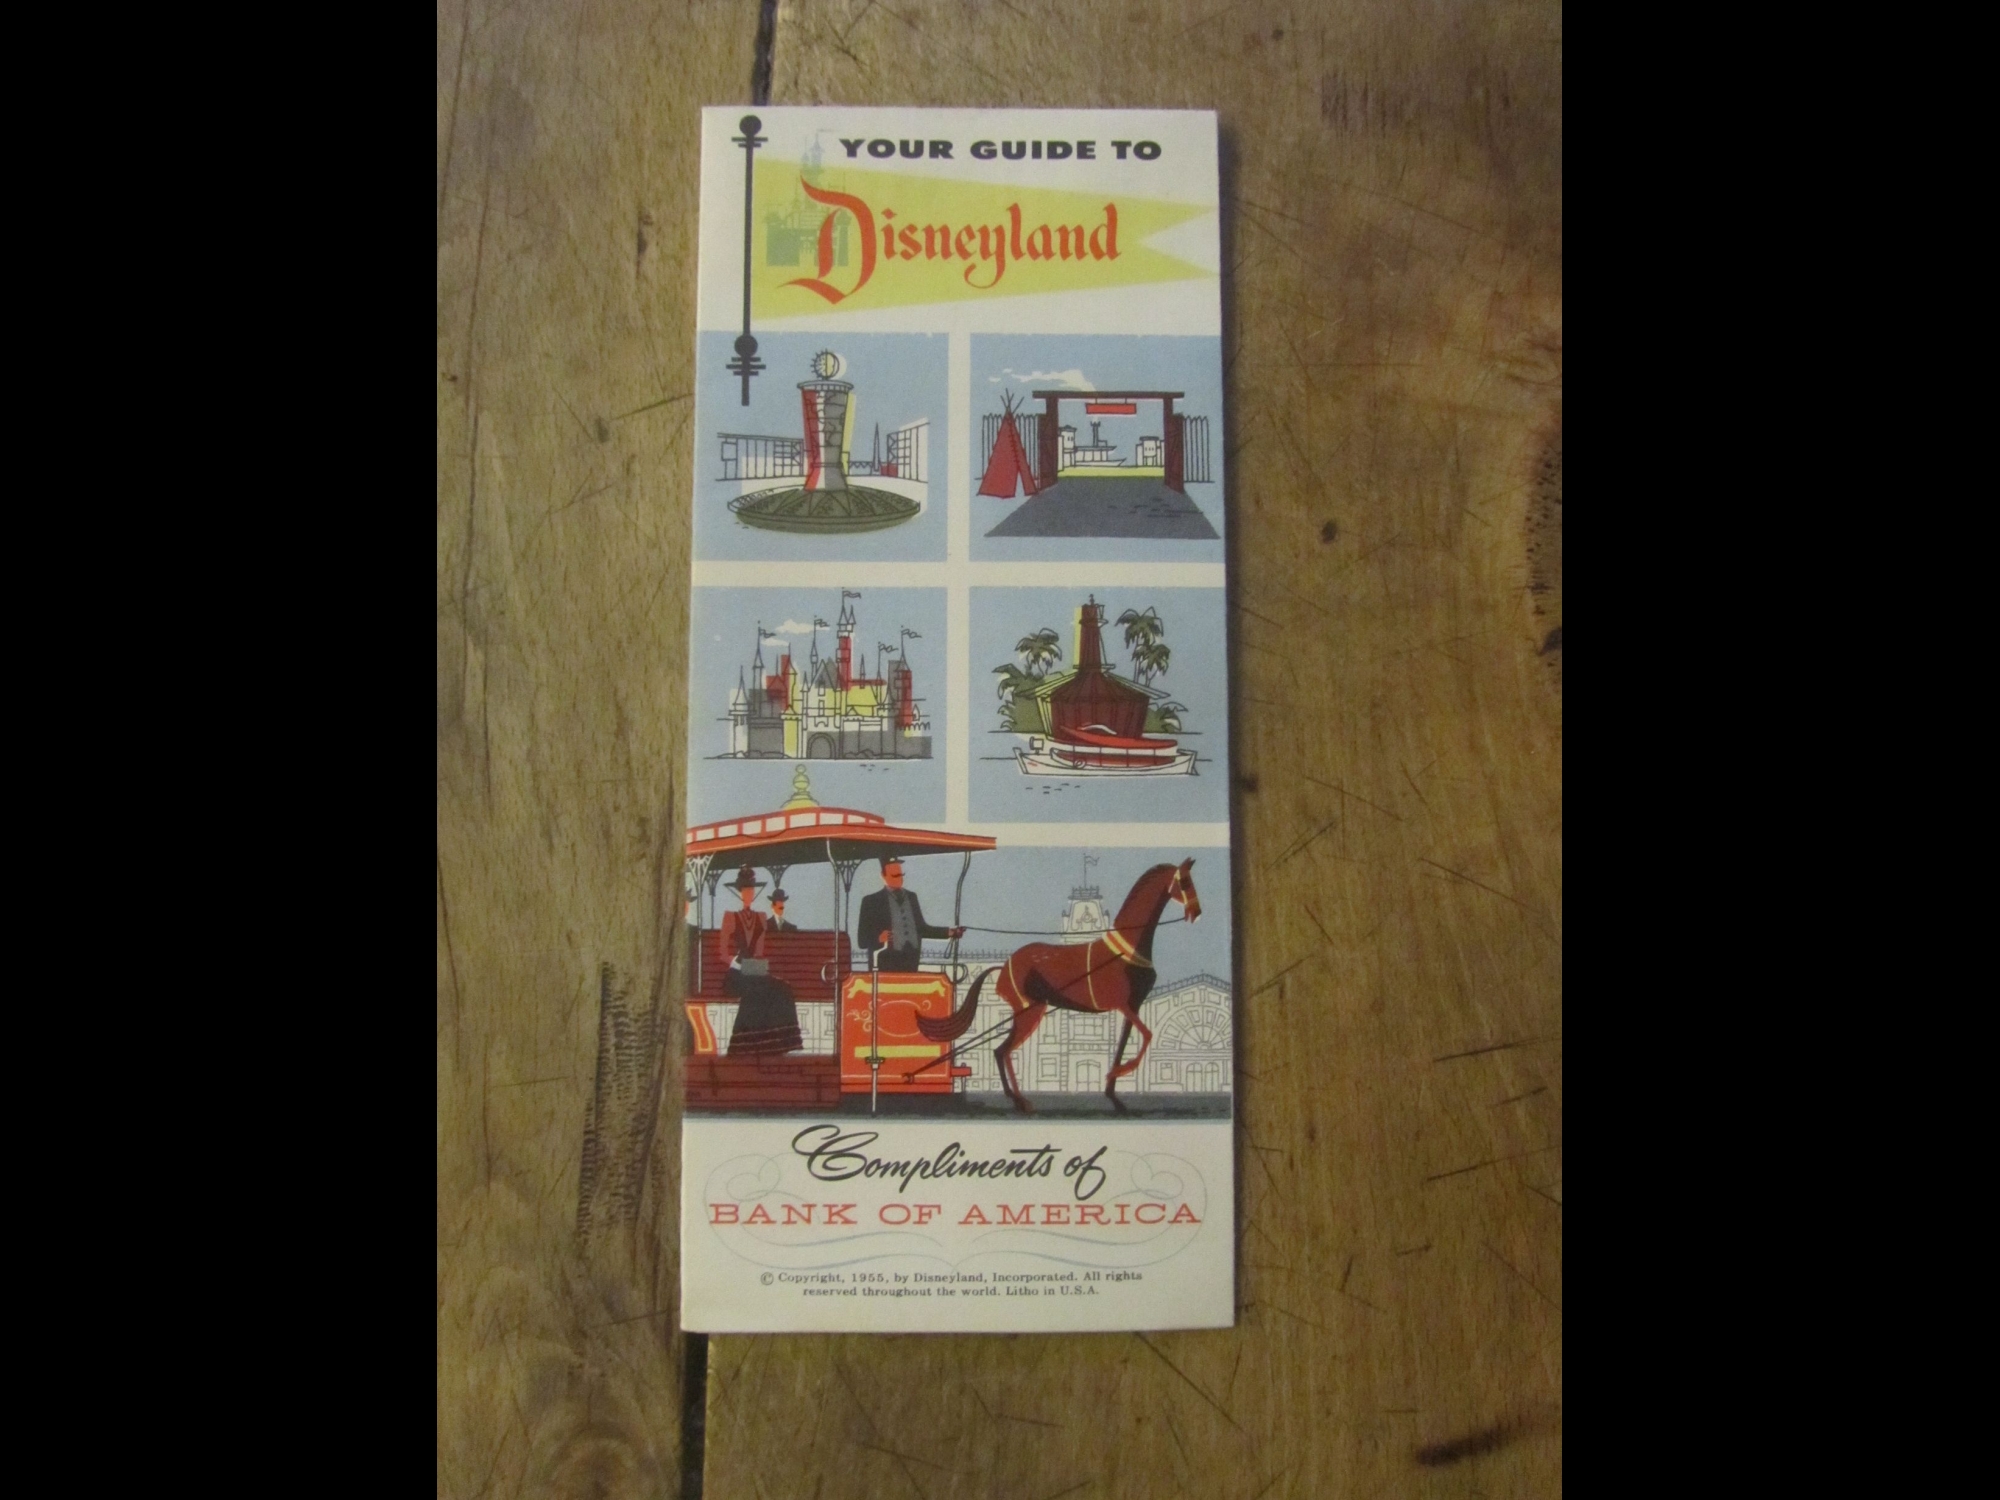 YOUR GUIDE TO
Disneyland
Compliments of
BANK OF AMERICA
© Copyright, 1955, by Disneyland, Incorporated. All rights
reserved throughout the world. Litho in U.S.A.